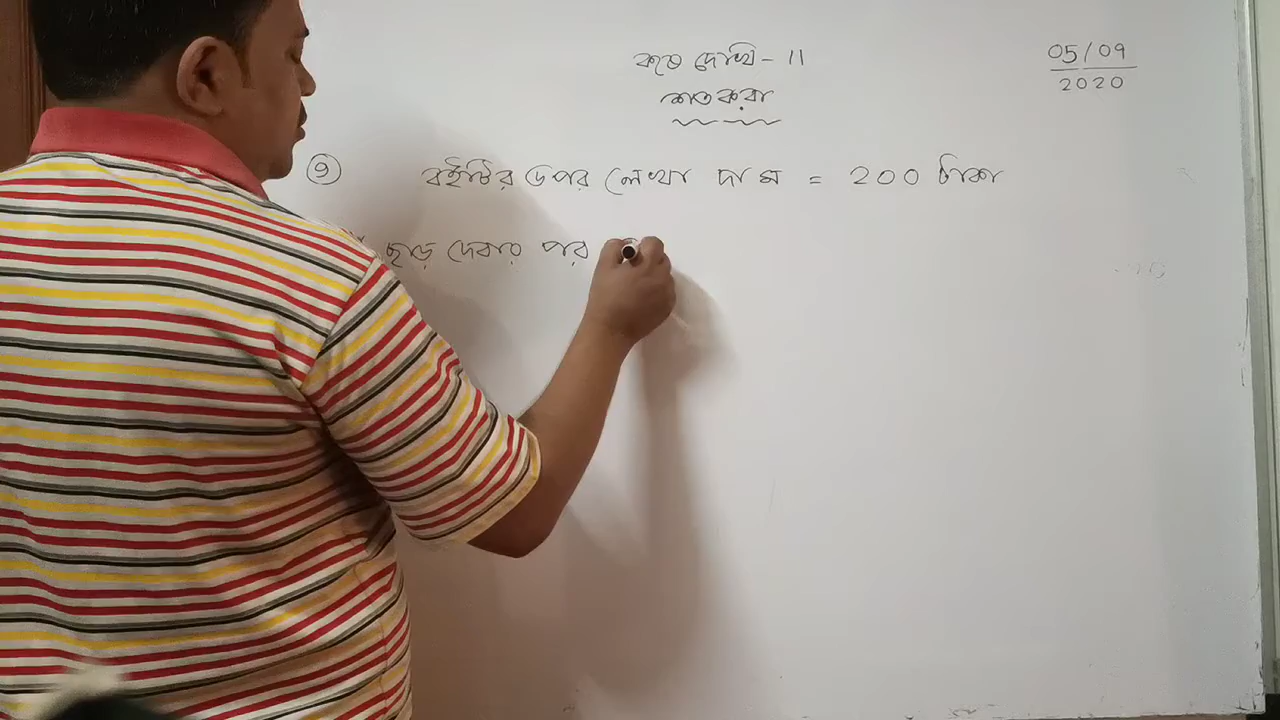 কষে দেখি - 11
05/09
2020
শতকরা
9 বইটির উপর লেখা দাম = 200 টাকা
ছাড় দেবার পর